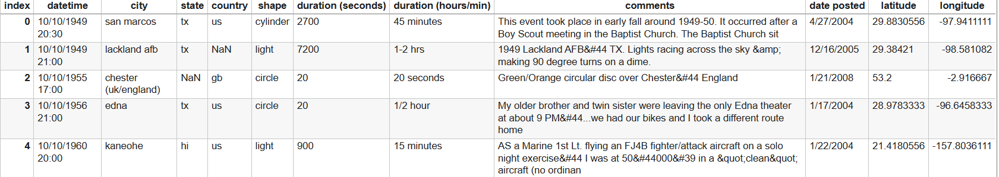 index datetime city state country shape duration (seconds) duration (hours/min) comments date posted latitude longitude
0 10/10/1949 san marcos tx us cylinder 2700 45 minutes This event took place in early fall around 1949-50. It occurred after a 4/27/2004 29.8830556 -97.9411111
20:30 Boy Scout meeting in the Baptist Church. The Baptist Church sit
1 10/10/1949 lackland afb tx NaN light 7200 1-2 hrs 1949 Lackland AFB&#44 TX. Lights racing across the sky &amp; 12/16/2005 29.38421 -98.581082
21:00 making 90 degree turns on a dime.
2 10/10/1955 chester NaN gb circle 20 20 seconds Green/Orange circular disc over Chester&#44 England 1/21/2008 53.2 -2.916667
17:00 (uk/england)
3 10/10/1956 edna tx us circle 20 1/2 hour My older brother and twin sister were leaving the only Edna theater 1/17/2004 28.9783333 -96.6458333
21:00 at about 9 PM&#44...we had our bikes and I took a different route
home
4 10/10/1960 kaneohe hi us light 900 15 minutes AS a Marine 1st Lt. flying an FJ4B fighter/attack aircraft on a solo 1/22/2004 21.4180556 -157.8036111
20:00 night exercise&#44 I was at 50&#44000&#39 in a &quot;clean&quot;
aircraft (no ordinan